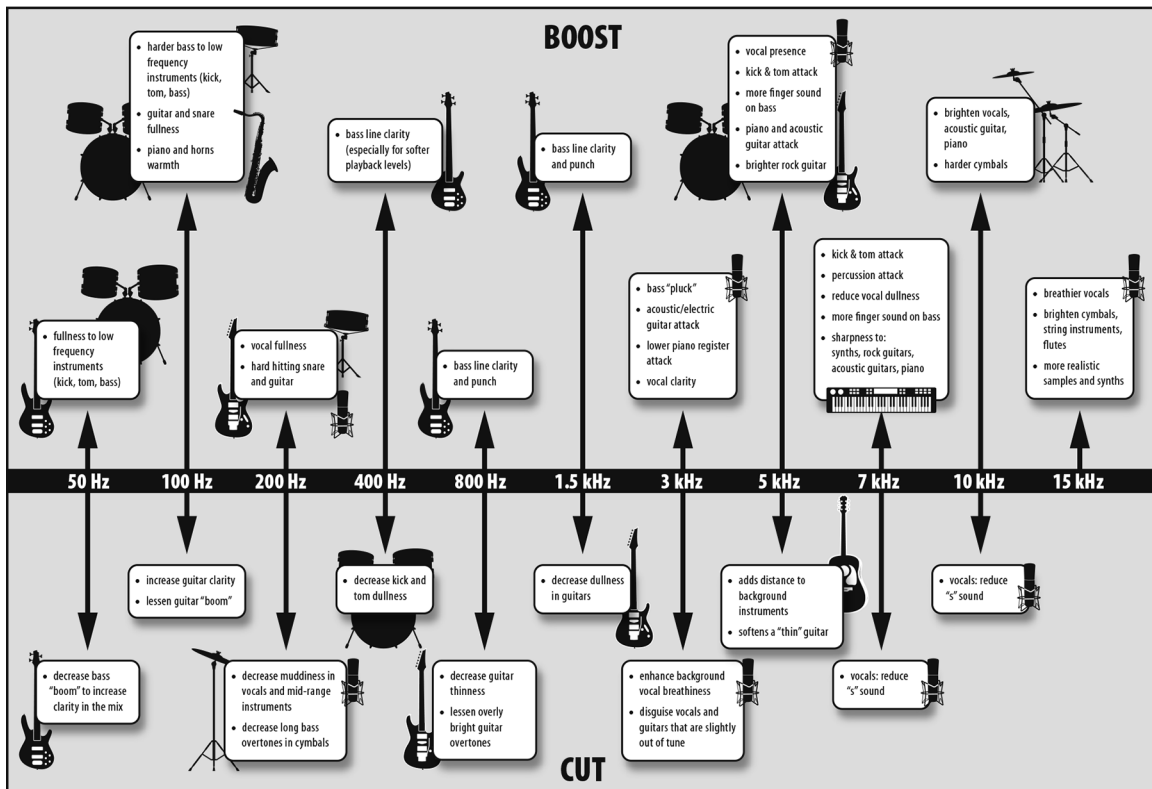 BOOST
• harder bass to low
frequency
instruments (kick,
tom, bass)
• guitar and snare
fullness
• piano and horns
warmth
• bass line clarity
(especially for softer
playback levels)
• bass line clarity
and punch
• vocal presence
• kick & tom attack
• more finger sound
on bass
• piano and acoustic
guitar attack
• brighter rock guitar
• brighten vocals,
acoustic guitar,
piano
• harder cymbals
• fullness to low
frequency
instruments
(kick, tom, bass)
• vocal fullness
• hard hitting snare
and guitar
• bass line clarity
and punch
• bass “pluck”
• acoustic/electric
guitar attack
• lower piano register
attack
• vocal clarity
• kick & tom attack
• percussion attack
• reduce vocal dullness
• more finger sound on bass
• sharpness to:
synths, rock guitars,
acoustic guitars, piano
• breathier vocals
• brighten cymbals,
string instruments,
flutes
• more realistic
samples and synths
50 Hz 100 Hz 200 Hz 400 Hz 800 Hz 1.5 kHz 3 kHz 5 kHz 7 kHz 10 kHz 15 kHz
• increase guitar clarity
• lessen guitar “boom”
• decrease kick and
tom dullness
• decrease dullness
in guitars
• adds distance to
background
instruments
• softens a “thin” guitar
• vocals: reduce
“s” sound
• decrease bass
“boom” to increase
clarity in the mix
• decrease muddiness in
vocals and mid-range
instruments
• decrease long bass
overtones in cymbals
• decrease guitar
thinness
• lessen overly
bright guitar
overtones
• enhance background
vocal breathiness
• disguise vocals and
guitars that are slightly
out of tune
• vocals: reduce
“s” sound
CUT